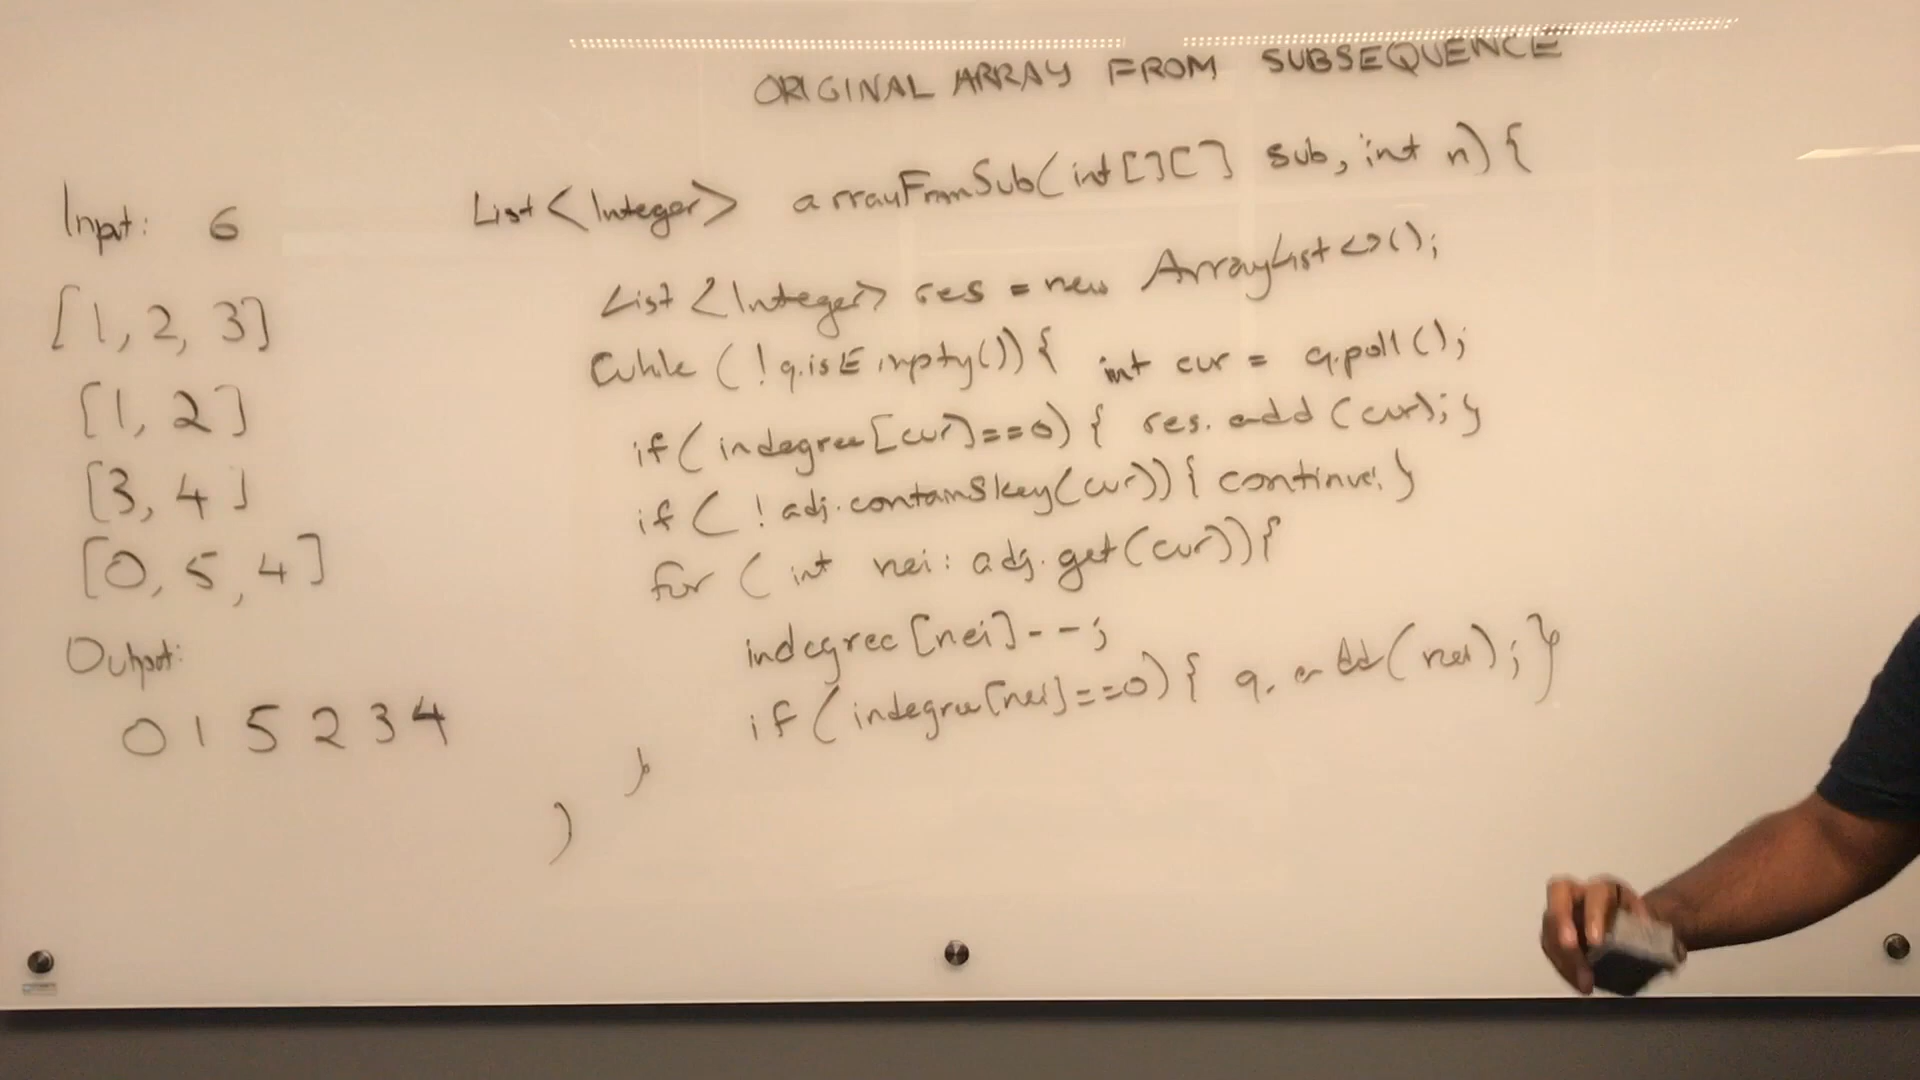 ORIGINAL ARRAY FROM SUBSEQUENCE
Input: 6
[1, 2, 3]
[1, 2]
[3, 4]
[0, 5, 4]
Output:
0 1 5 2 3 4
List<Integer> arrayFromSub(int[][] sub, int n) {
List<Integer> res = new ArrayList<>();
while (!q.isEmpty()) { int cur = q.poll();
if (indegree[cur]==0) { res.add(cur); }
if (!adj.containsKey(cur)) { continue; }
for (int nei: adj.get(cur)) {
indegree[nei]--;
if (indegree[nei]==0) { q.add(nei); }
}
}